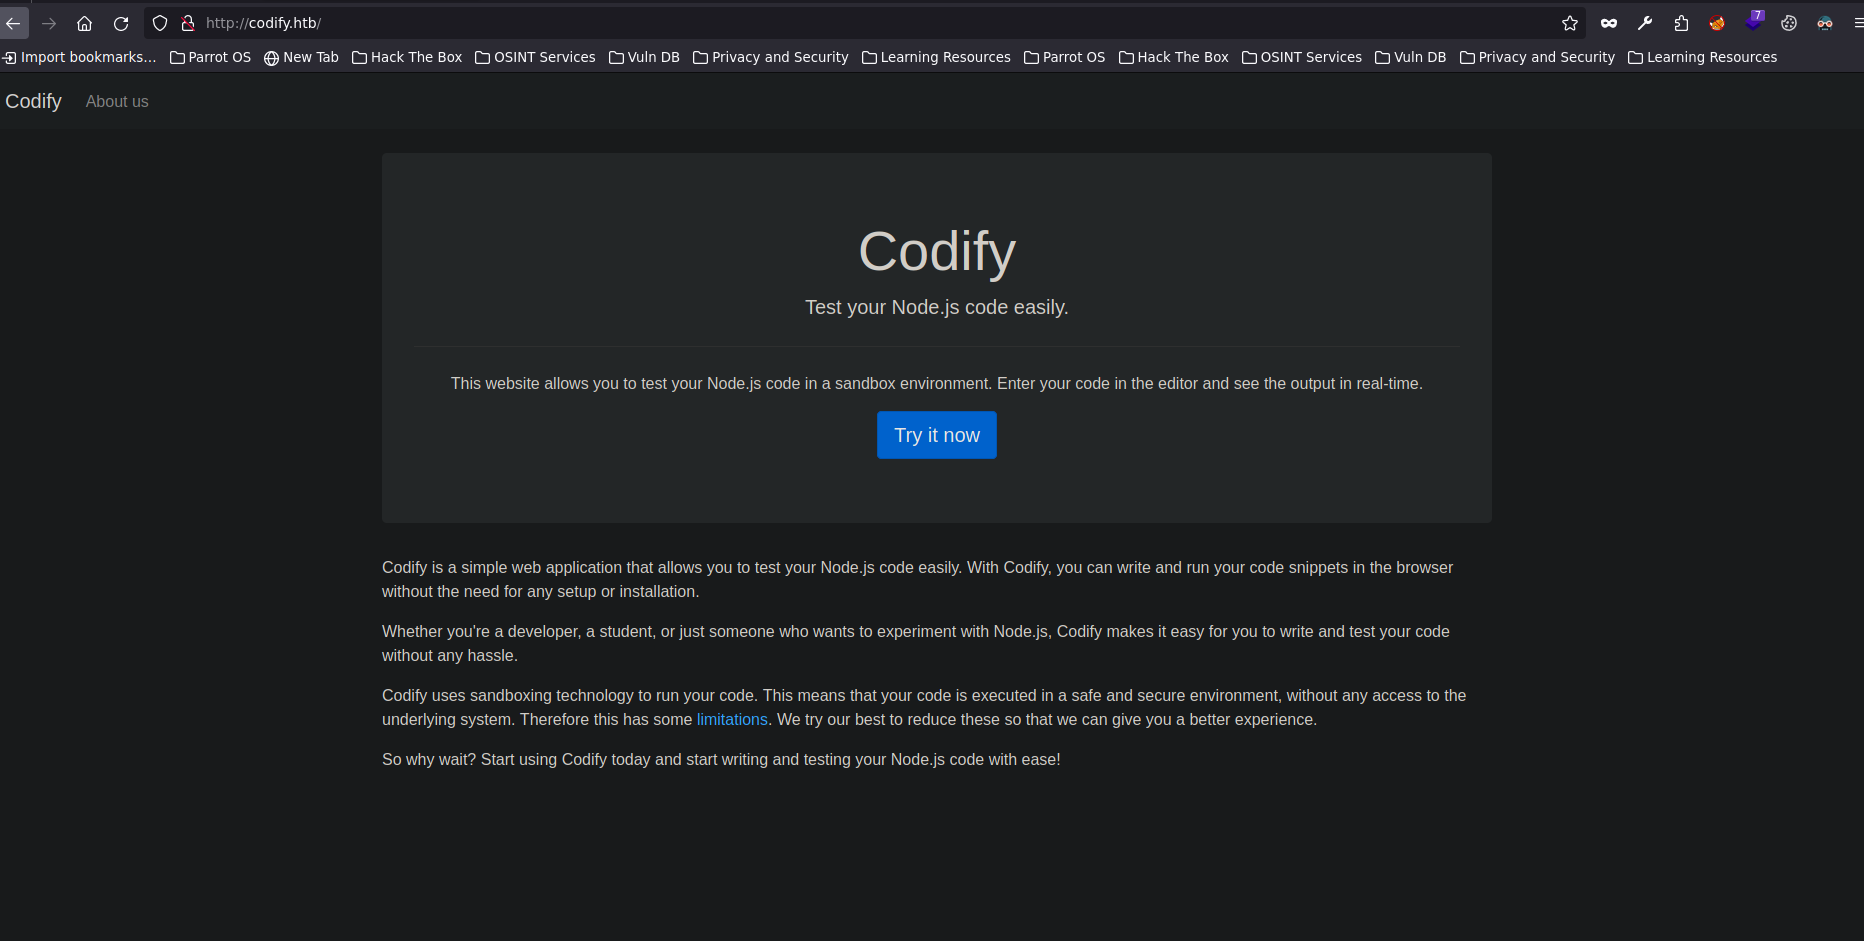 http://codify.htb/
7
Import bookmarks... Parrot OS New Tab Hack The Box OSINT Services Vuln DB Privacy and Security Learning Resources Parrot OS Hack The Box OSINT Services Vuln DB Privacy and Security Learning Resources
Codify About us
Codify
Test your Node.js code easily.
This website allows you to test your Node.js code in a sandbox environment. Enter your code in the editor and see the output in real-time.
Try it now
Codify is a simple web application that allows you to test your Node.js code easily. With Codify, you can write and run your code snippets in the browser
without the need for any setup or installation.
Whether you're a developer, a student, or just someone who wants to experiment with Node.js, Codify makes it easy for you to write and test your code
without any hassle.
Codify uses sandboxing technology to run your code. This means that your code is executed in a safe and secure environment, without any access to the
underlying system. Therefore this has some limitations. We try our best to reduce these so that we can give you a better experience.
So why wait? Start using Codify today and start writing and testing your Node.js code with ease!